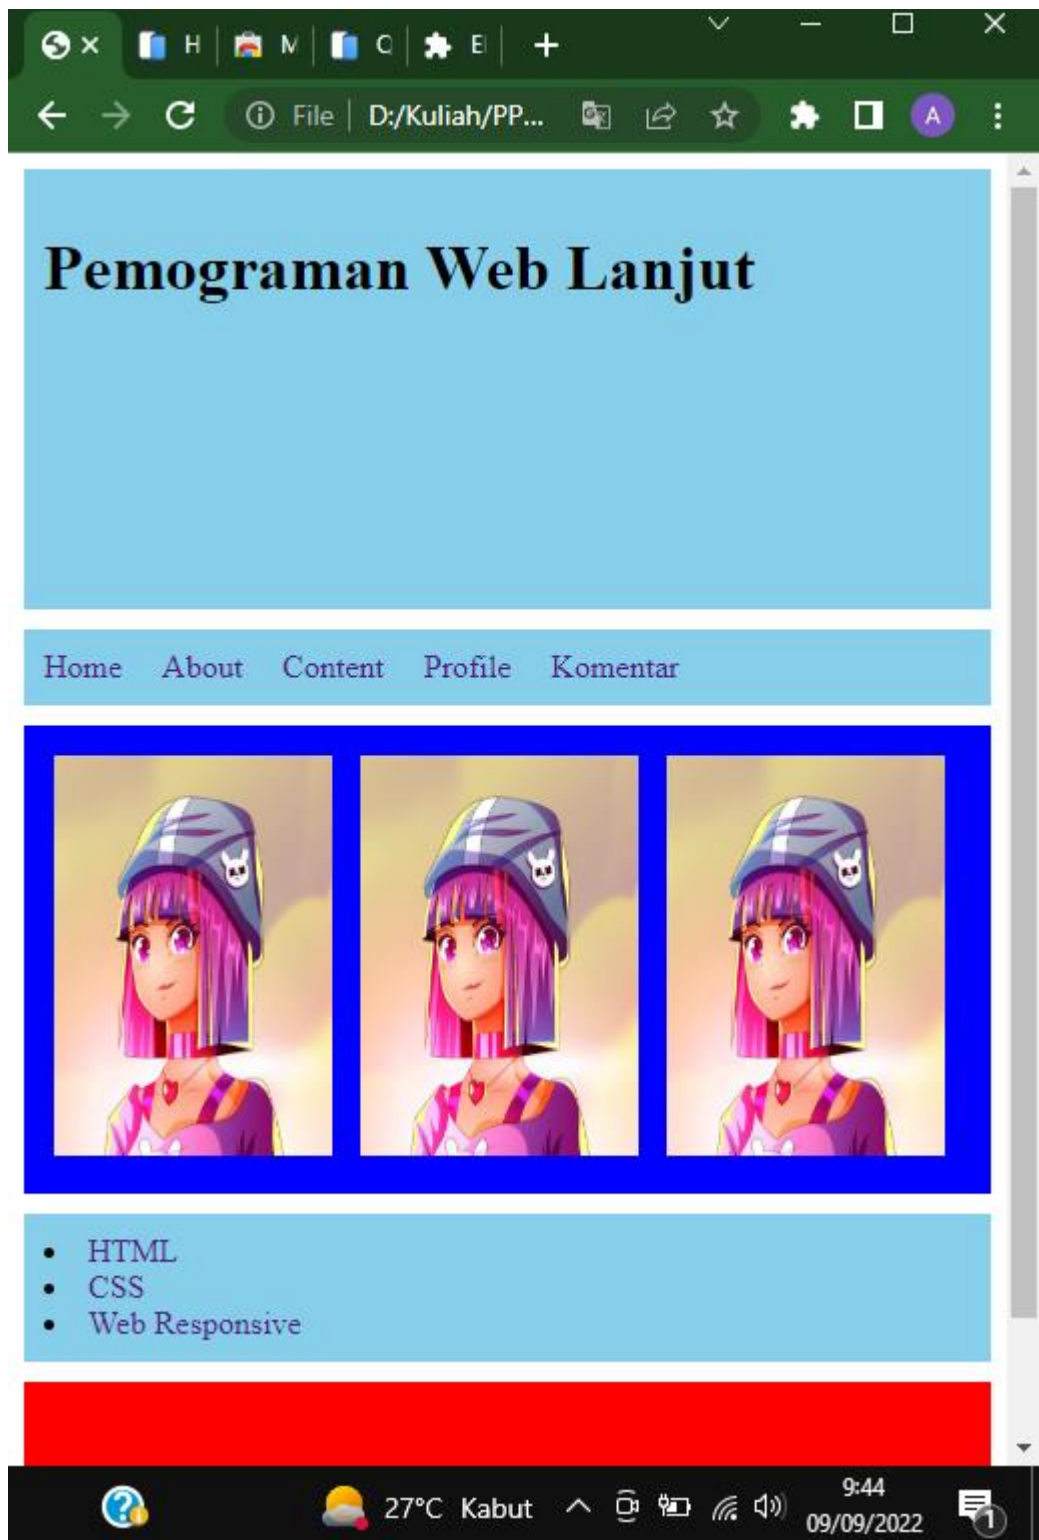 H M C E
File D:/Kuliah/PP... A
Pemograman Web Lanjut
Home About Content Profile Komentar
HTML
CSS
Web Responsive
27°C Kabut
9:44
09/09/2022
1